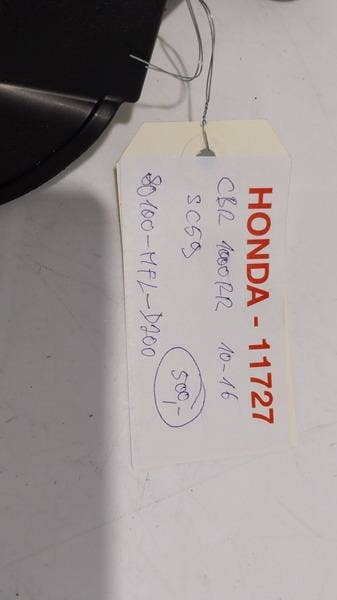 HONDA - 11727
CBR 1000RR 10-16
SC59
80100-MFL-D200
500,-